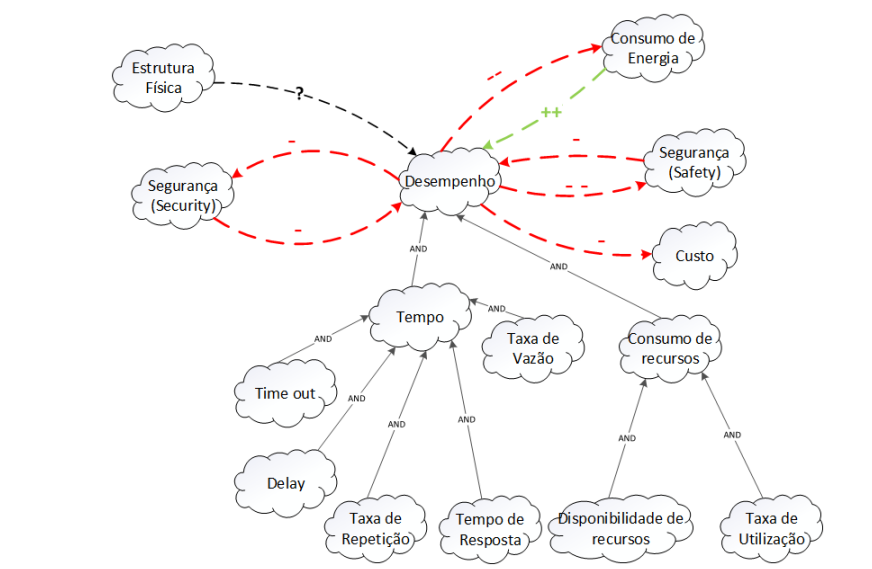 Consumo de
Energia
Estrutura
Física
--
?
++
-
-
Segurança
(Safety)
Desempenho
Segurança
(Security)
- -
-
-
Custo
AND
AND
Tempo
AND
AND
Taxa de
Vazão
Consumo de
recursos
Time out
AND
AND
AND
AND
AND
Delay
Taxa de
Repetição
Tempo de
Resposta
Disponibilidade de
recursos
Taxa de
Utilização